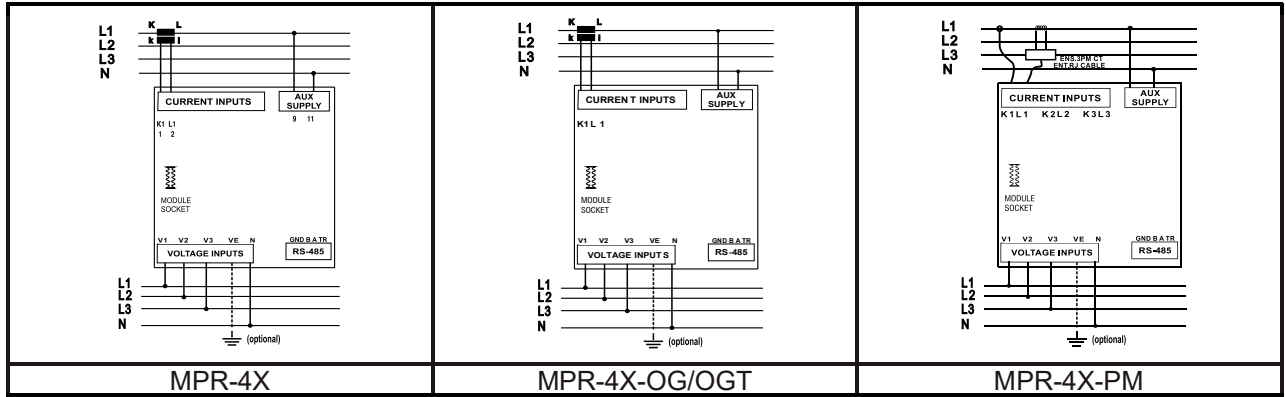 K L
L1
k l
L2
L3
N
CURRENT INPUTS
AUX SUPPLY
9 11
K1 L1
1 2
MODULE
SOCKET
V1 V2 V3 VE N
GND B A TR
VOLTAGE INPUTS
RS-485
L1
L2
L3
N
(optional)
MPR-4X
K L
L1
k l
L2
L3
N
CURREN T INPUTS
AUX
SUPPLY
K1L 1
MODULE
SOCKET
V1 V2 V3 VE N
GND B A TR
VOLTAGE INPUTS
RS-485
L1
L2
L3
N
(optional)
MPR-4X-OG/OGT
L1
L2
L3
ENS.3PM CT
N
ENT.RJ CABLE
CURRENT INPUTS
AUX
SUPPLY
K1L1 K2L2 K3L3
MODULE
SOCKET
V1 V2 V3 VE N
GND B A TR
VOLTAGE INPUTS
RS-485
L1
L2
L3
N
(optional)
MPR-4X-PM